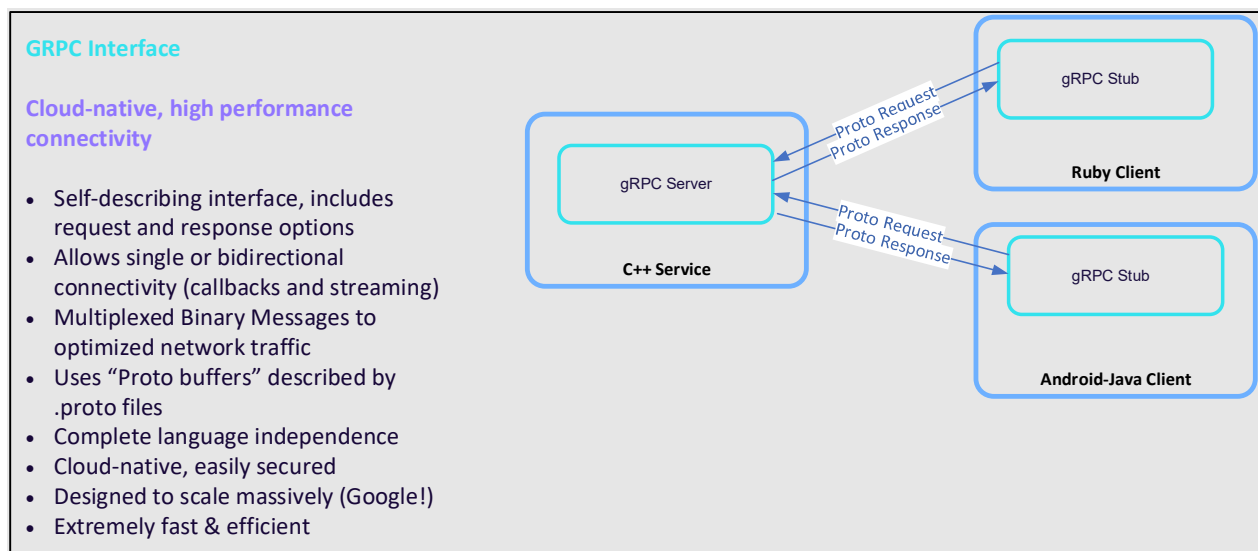 GRPC Interface
Cloud-native, high performance
connectivity
• Self-describing interface, includes
request and response options
• Allows single or bidirectional
connectivity (callbacks and streaming)
• Multiplexed Binary Messages to
optimized network traffic
• Uses “Proto buffers” described by
.proto files
• Complete language independence
• Cloud-native, easily secured
• Designed to scale massively (Google!)
• Extremely fast & efficient
gRPC Server
C++ Service
Proto Request
Proto Response
Proto Request
Proto Response
gRPC Stub
Ruby Client
gRPC Stub
Android-Java Client